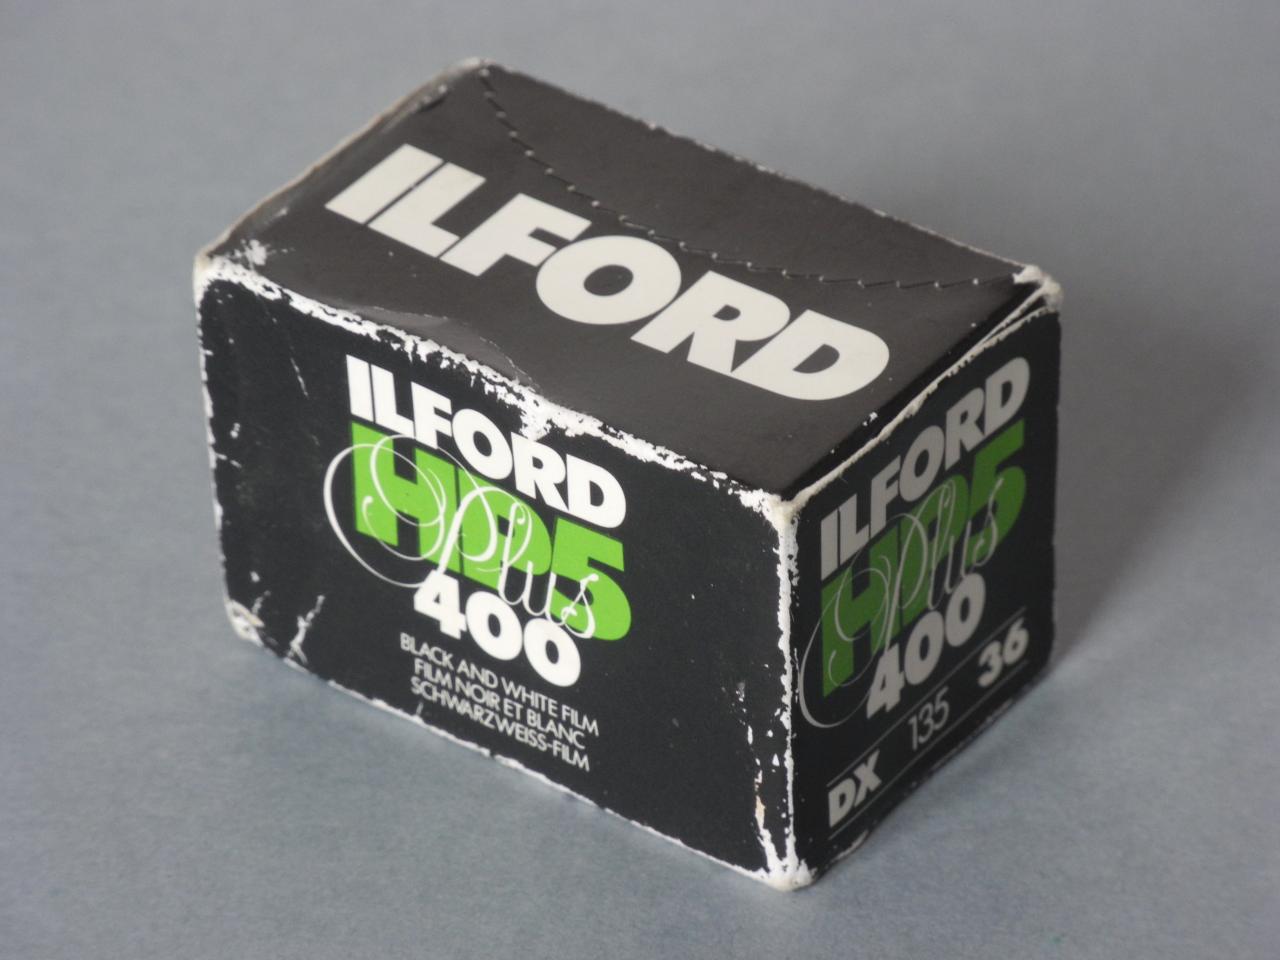 ILFORD
ILFORD
HP5
Plus
400
BLACK AND WHITE FILM
FILM NOIR ET BLANC
SCHWARZWEISS-FILM
ILFORD
HP5
Plus
400
DX 135 36